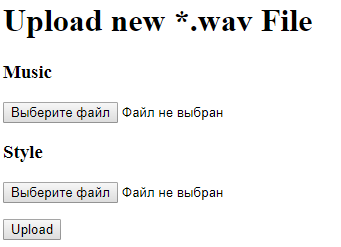 Upload new *.wav File
Music
Выберите файл Файл не выбран
Style
Выберите файл Файл не выбран
Upload